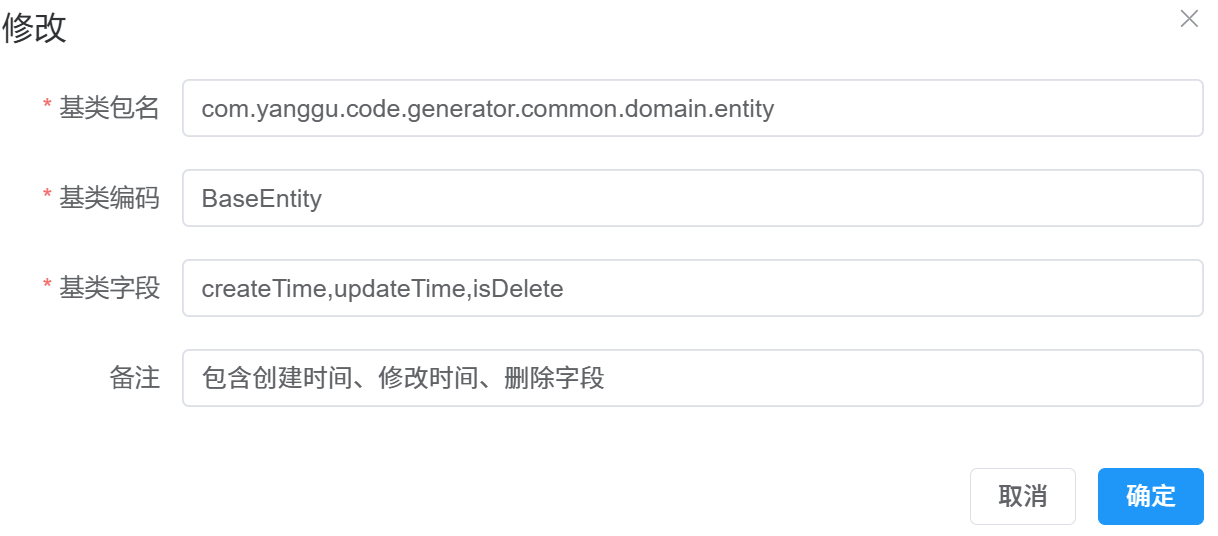 修改
* 基类包名 com.yanggu.code.generator.common.domain.entity
* 基类编码 BaseEntity
* 基类字段 createTime,updateTime,isDelete
备注 包含创建时间、修改时间、删除字段
取消 确定